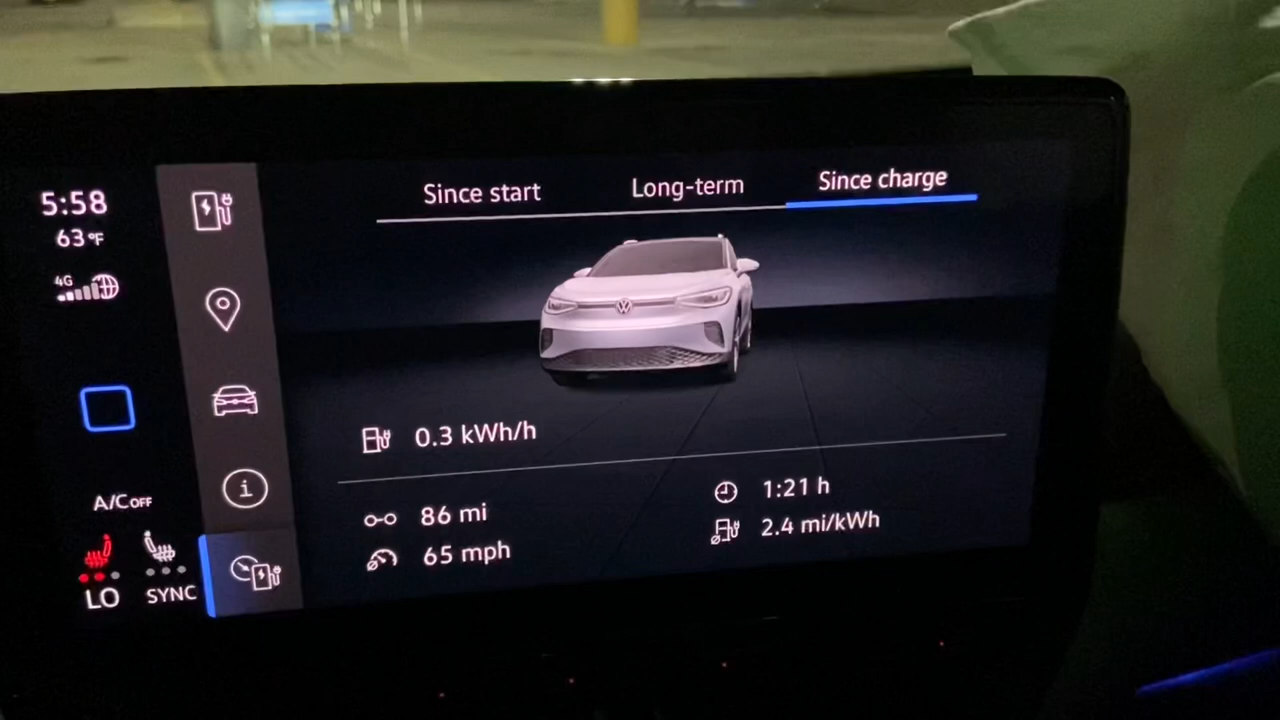 Since start
Long-term
Since charge
5:58
63°F
4G
0.3 kWh/h
86 mi
1:21 h
65 mph
2.4 mi/kWh
A/C OFF
LO
SYNC